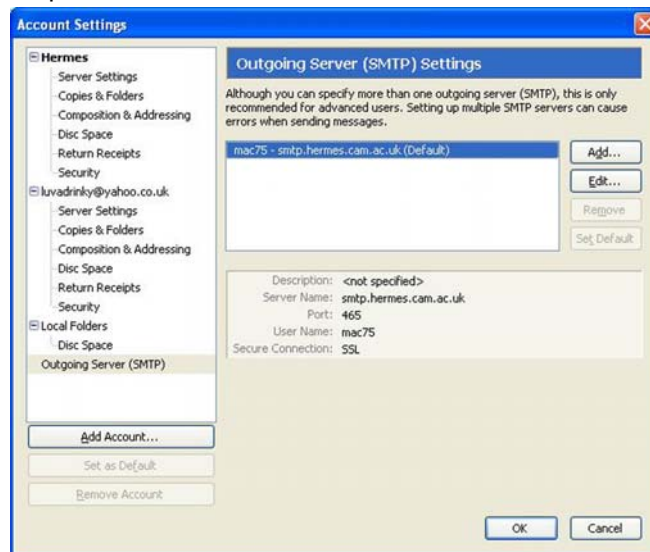 Account Settings
Hermes
Server Settings
Copies & Folders
Composition & Addressing
Disc Space
Return Receipts
Security
luvadrinky@yahoo.co.uk
Server Settings
Copies & Folders
Composition & Addressing
Disc Space
Return Receipts
Security
Local Folders
Disc Space
Outgoing Server (SMTP)
Add Account...
Set as Default
Remove Account
Outgoing Server (SMTP) Settings
Although you can specify more than one outgoing server (SMTP), this is only
recommended for advanced users. Setting up multiple SMTP servers can cause
errors when sending messages.
mac75 - smtp.hermes.cam.ac.uk (Default)
Add...
Edit...
Remove
Set Default
Description: <not specified>
Server Name: smtp.hermes.cam.ac.uk
Port: 465
User Name: mac75
Secure Connection: SSL
OK
Cancel